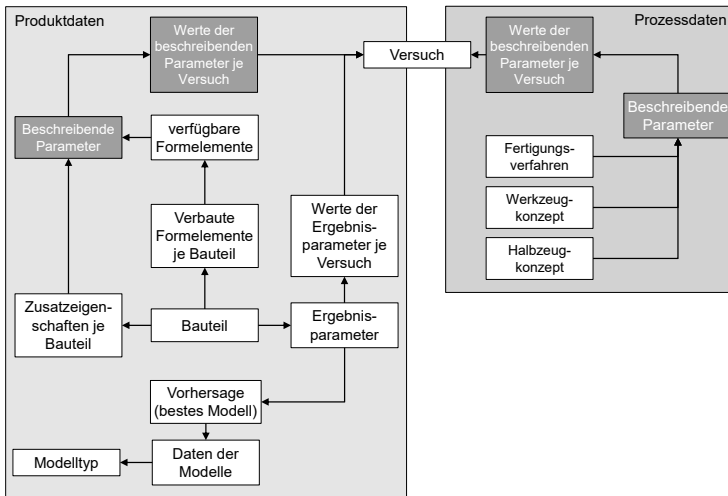 Produktdaten
Werte der
beschreibenden
Parameter je
Versuch
Beschreibende
Parameter
verfügbare
Formelemente
Verbaute
Formelemente
je Bauteil
Werte der
Ergebnis-
parameter je
Versuch
Zusatzeigen-
schaften je
Bauteil
Bauteil
Ergebnis-
parameter
Vorhersage
(bestes Modell)
Daten der
Modelle
Modelltyp
Versuch
Prozessdaten
Werte der
beschreibenden
Parameter je
Versuch
Beschreibende
Parameter
Fertigungs-
verfahren
Werkzeug-
konzept
Halbzeug-
konzept